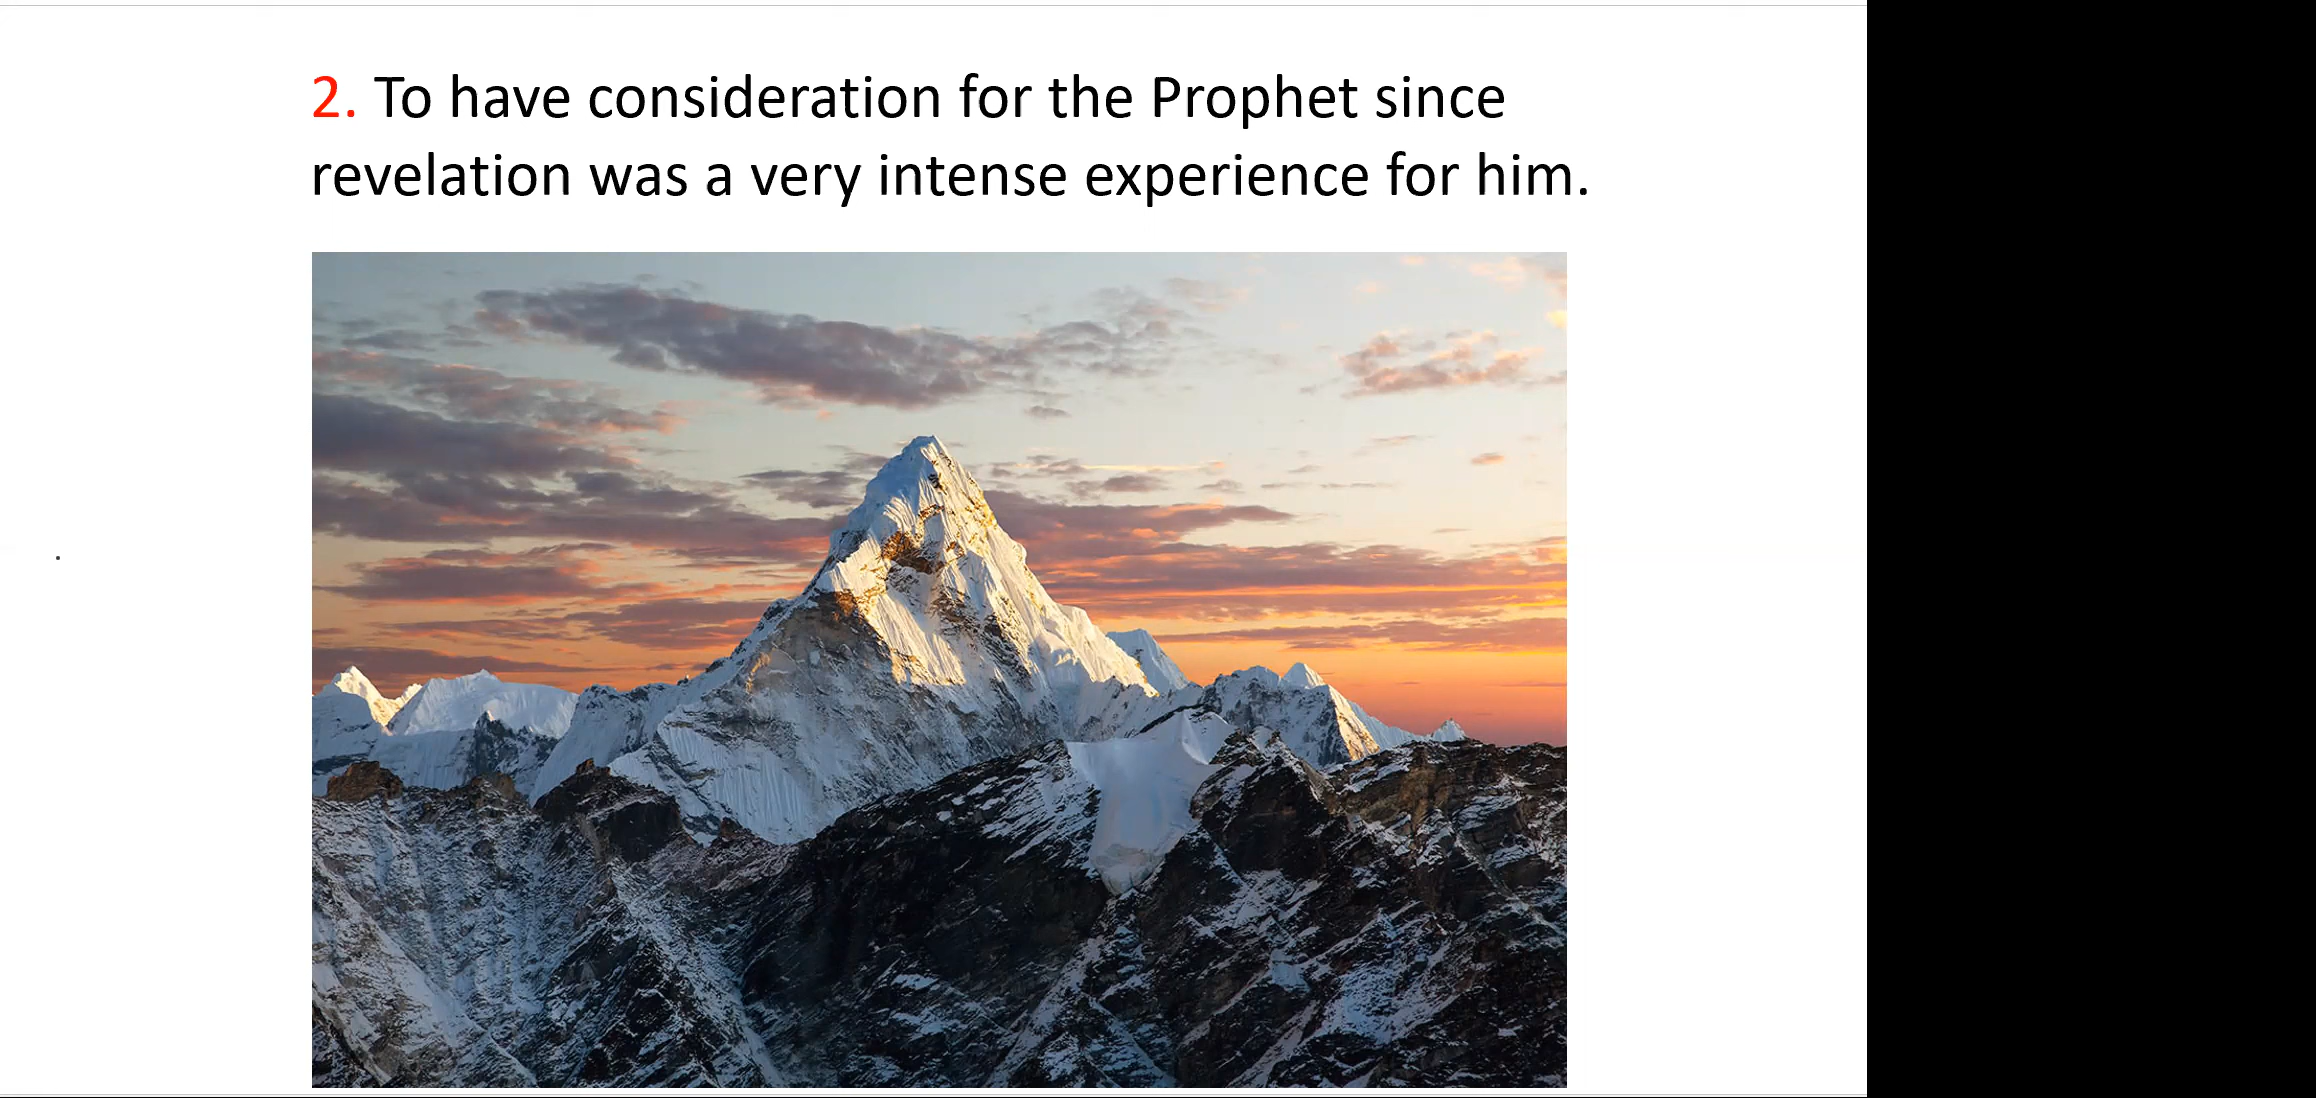 2. To have consideration for the Prophet since
revelation was a very intense experience for him.